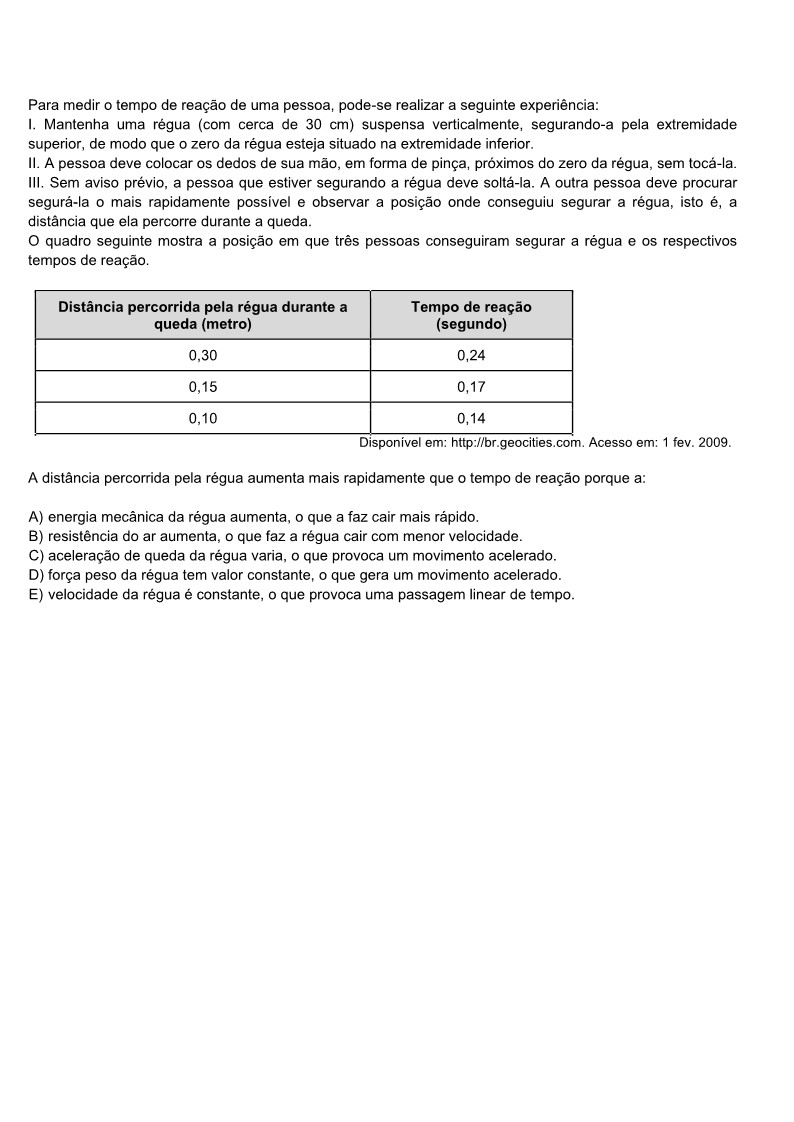 Para medir o tempo de reação de uma pessoa, pode-se realizar a seguinte experiência:
I. Mantenha uma régua (com cerca de 30 cm) suspensa verticalmente, segurando-a pela extremidade
superior, de modo que o zero da régua esteja situado na extremidade inferior.
II. A pessoa deve colocar os dedos de sua mão, em forma de pinça, próximos do zero da régua, sem tocá-la.
III. Sem aviso prévio, a pessoa que estiver segurando a régua deve soltá-la. A outra pessoa deve procurar
segurá-la o mais rapidamente possível e observar a posição onde conseguiu segurar a régua, isto é, a
distância que ela percorre durante a queda.
O quadro seguinte mostra a posição em que três pessoas conseguiram segurar a régua e os respectivos
tempos de reação.
Distância percorrida pela régua durante a
queda (metro)
Tempo de reação
(segundo)
0,30
0,24
0,15
0,17
0,10
0,14
Disponível em: http://br.geocities.com. Acesso em: 1 fev. 2009.
A distância percorrida pela régua aumenta mais rapidamente que o tempo de reação porque a:
A) energia mecânica da régua aumenta, o que a faz cair mais rápido.
B) resistência do ar aumenta, o que faz a régua cair com menor velocidade.
C) aceleração de queda da régua varia, o que provoca um movimento acelerado.
D) força peso da régua tem valor constante, o que gera um movimento acelerado.
E) velocidade da régua é constante, o que provoca uma passagem linear de tempo.